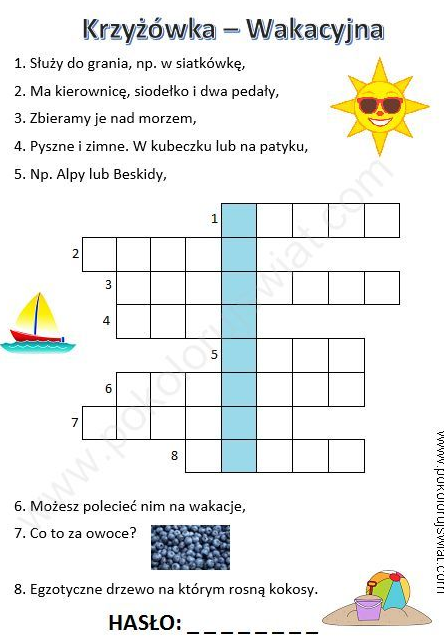 Krzyżówka – Wakacyjna
1. Służy do grania, np. w siatkówkę,
2. Ma kierownicę, siodełko i dwa pedały,
3. Zbieramy je nad morzem,
4. Pyszne i zimne. W kubeczku lub na patyku,
5. Np. Alpy lub Beskidy,
1
2
3
4
5
6
7
8
www.pokolorujswiat.com
www.pokolorujswiat.com
6. Możesz polecieć nim na wakacje,
7. Co to za owoce?
8. Egzotyczne drzewo na którym rosną kokosy.
HASŁO: _ _ _ _ _ _ _ _